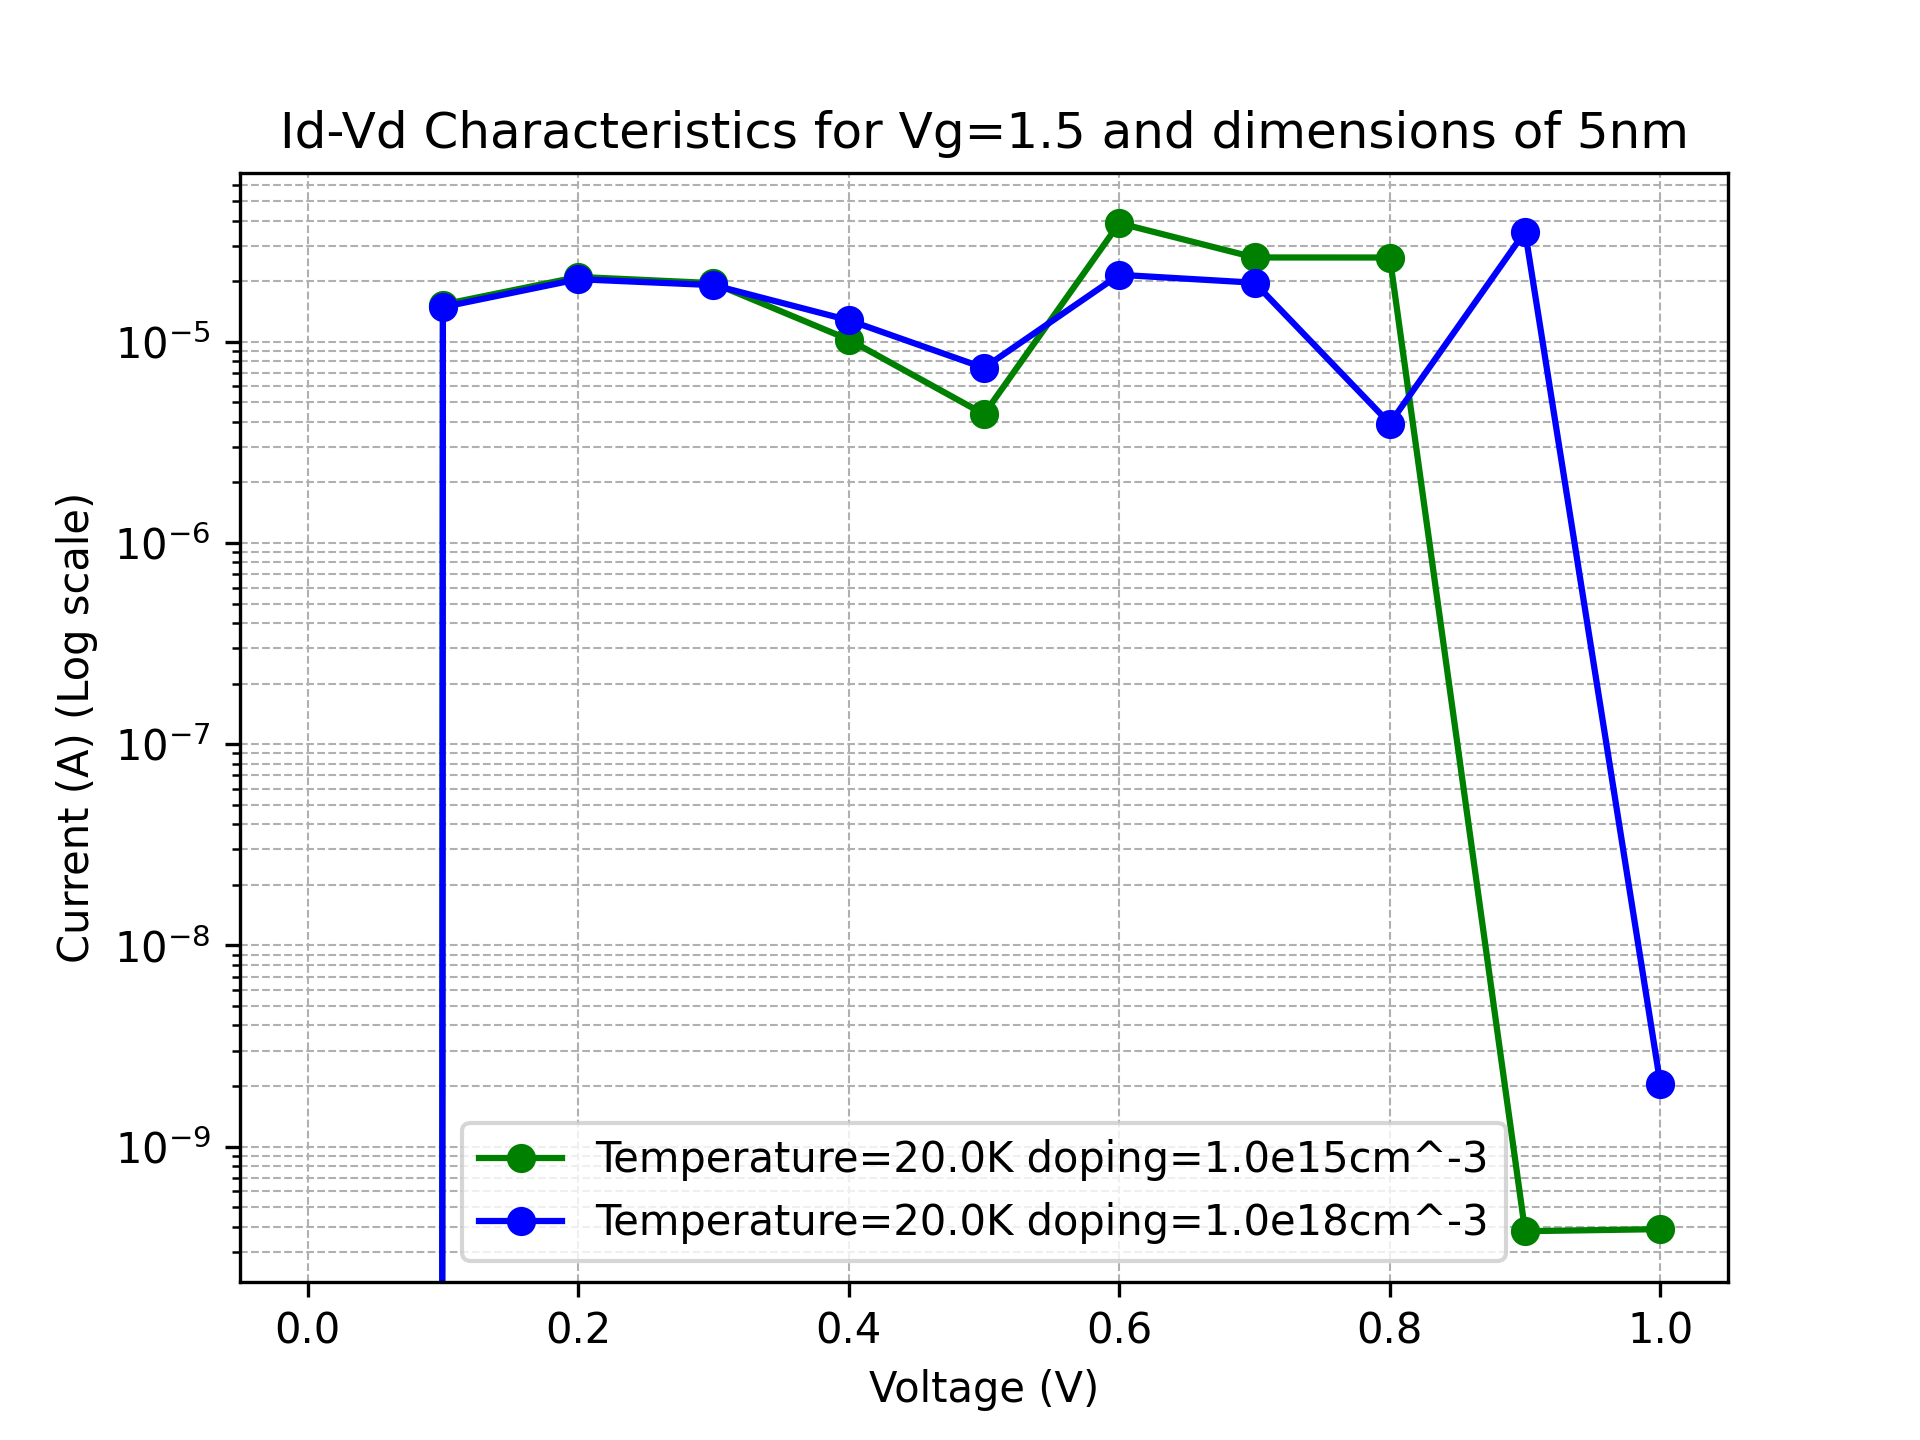 Id-Vd Characteristics for Vg=1.5 and dimensions of 5nm
Current (A) (Log scale)
10⁻⁵
10⁻⁶
10⁻⁷
10⁻⁸
10⁻⁹
Temperature=20.0K doping=1.0e15cm^-3
Temperature=20.0K doping=1.0e18cm^-3
0.0 0.2 0.4 0.6 0.8 1.0
Voltage (V)